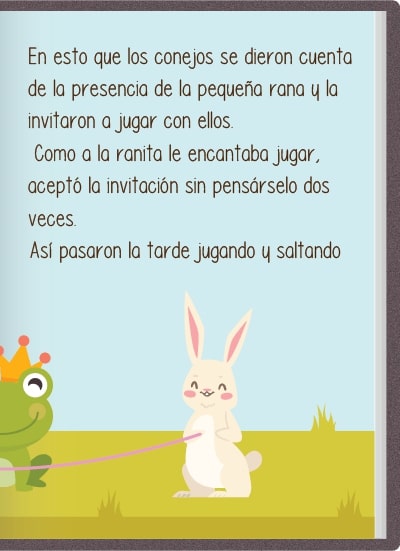 En esto que los conejos se dieron cuenta
de la presencia de la pequeña rana y la
invitaron a jugar con ellos.
Como a la ranita le encantaba jugar,
aceptó la invitación sin pensárselo dos
veces.
Así pasaron la tarde jugando y saltando